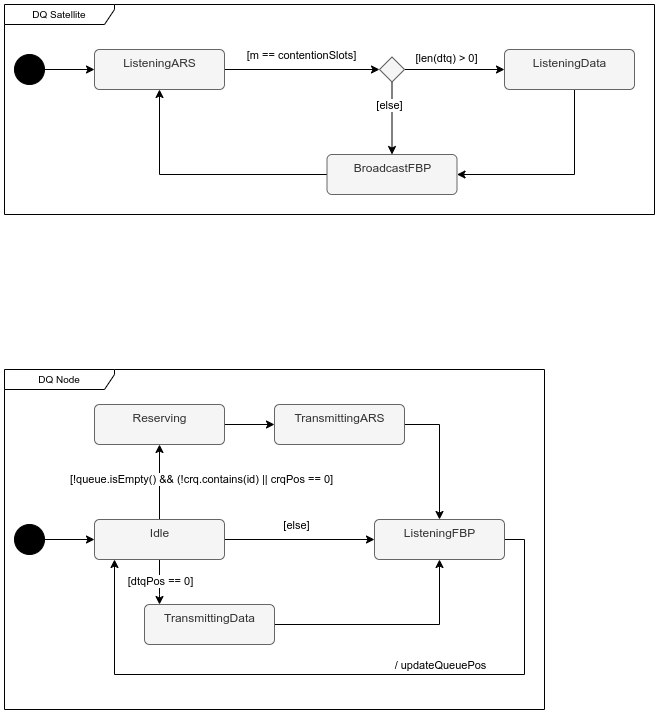 DQ Satellite
ListeningARS
[m == contentionSlots]
[len(dtq) > 0]
ListeningData
[else]
BroadcastFBP
DQ Node
Reserving
TransmittingARS
[!queue.isEmpty() && (!crq.contains(id) || crqPos == 0]
Idle
[else]
ListeningFBP
[dtqPos == 0]
TransmittingData
/ updateQueuePos